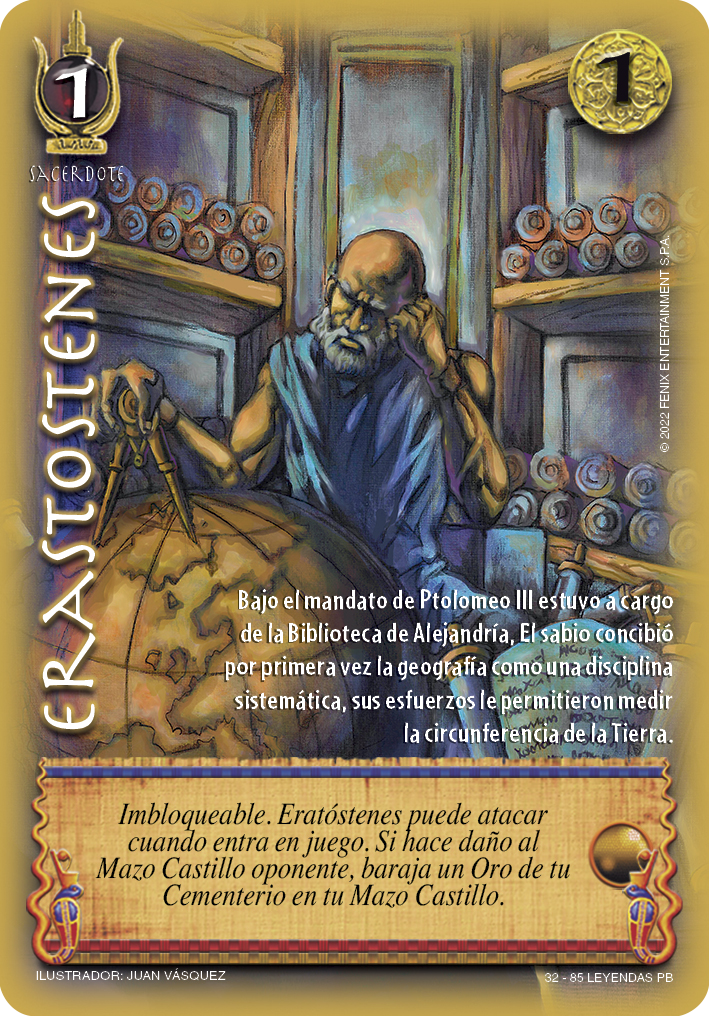 1
1
SACERDOTE
ERASTOSTENES
© 2022 FENIX ENTERTAINMENT S.P.A.
Bajo el mandato de Ptolomeo III estuvo a cargo
de la Biblioteca de Alejandría, El sabio concibió
por primera vez la geografía como una disciplina
sistemática, sus esfuerzos le permitieron medir
la circunferencia de la Tierra.
Imbloqueable. Eratóstenes puede atacar
cuando entra en juego. Si hace daño al
Mazo Castillo oponente, baraja un Oro de tu
Cementerio en tu Mazo Castillo.
ILUSTRADOR: JUAN VÁSQUEZ
32 - 85 LEYENDAS PB